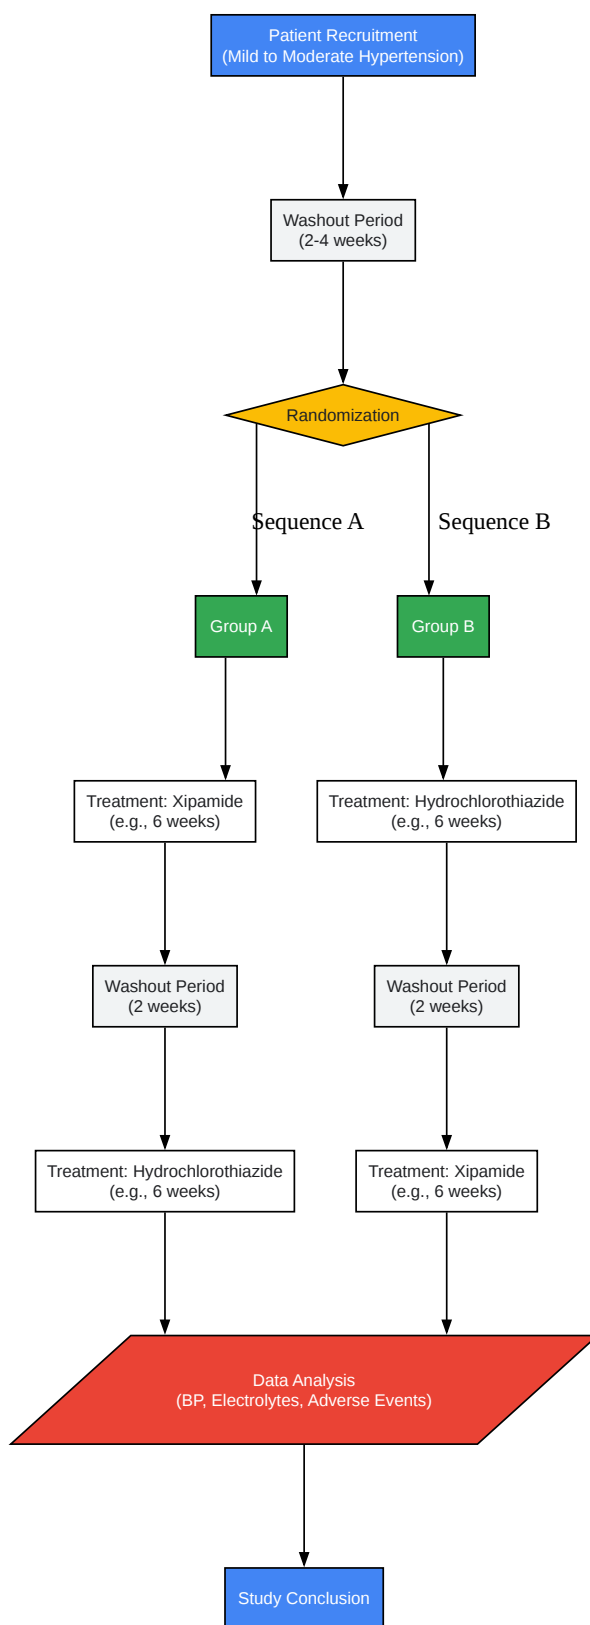 Patient Recruitment
(Mild to Moderate Hypertension)
Washout Period
(2-4 weeks)
Randomization
Sequence A
Sequence B
Group A
Group B
Treatment: Xipamide
(e.g., 6 weeks)
Treatment: Hydrochlorothiazide
(e.g., 6 weeks)
Washout Period
(2 weeks)
Washout Period
(2 weeks)
Treatment: Hydrochlorothiazide
(e.g., 6 weeks)
Treatment: Xipamide
(e.g., 6 weeks)
Data Analysis
(BP, Electrolytes, Adverse Events)
Study Conclusion